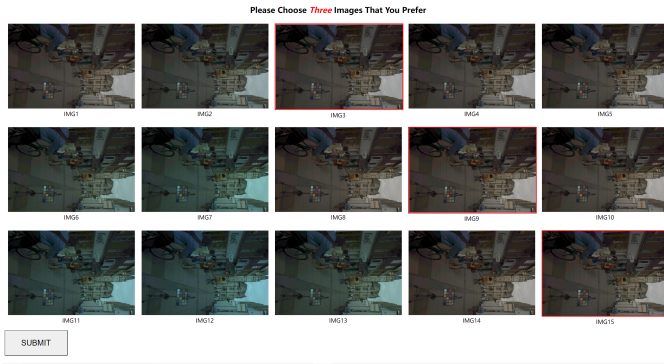 Please Choose Three Images That You Prefer
IMG1 IMG2 IMG3 IMG4 IMG5
IMG6 IMG7 IMG8 IMG9 IMG10
IMG11 IMG12 IMG13 IMG14 IMG15
SUBMIT